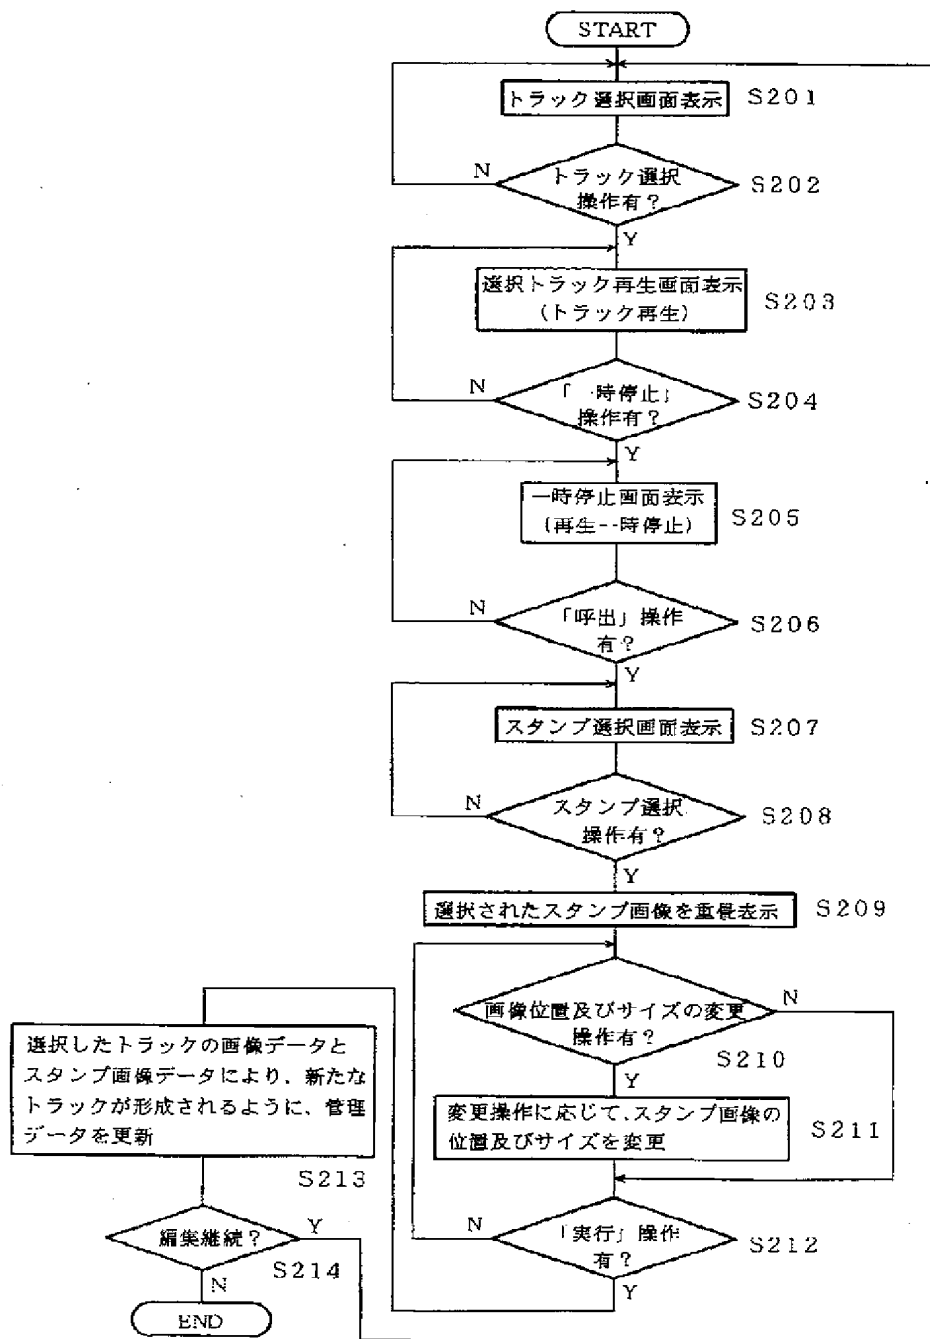 START
トラック選択画面表示
S201
N
トラック選択
操作有？
S202
Y
選択トラック再生画面表示
(トラック再生)
S203
N
「一時停止」
操作有？
S204
Y
一時停止画面表示
(再生一時停止)
S205
N
「呼出」操作
有？
S206
Y
スタンプ選択画面表示
S207
N
スタンプ選択
操作有？
S208
Y
選択されたスタンプ画像を重畳表示
S209
画像位置及びサイズの変更
操作有？
N
S210
Y
変更操作に応じて、スタンプ画像の
位置及びサイズを変更
S211
N
「実行」操作
有？
S212
Y
選択したトラックの画像データと
スタンプ画像データにより、新たな
トラックが形成されるように、管理
データを更新
S213
編集継続？
Y
S214
N
END